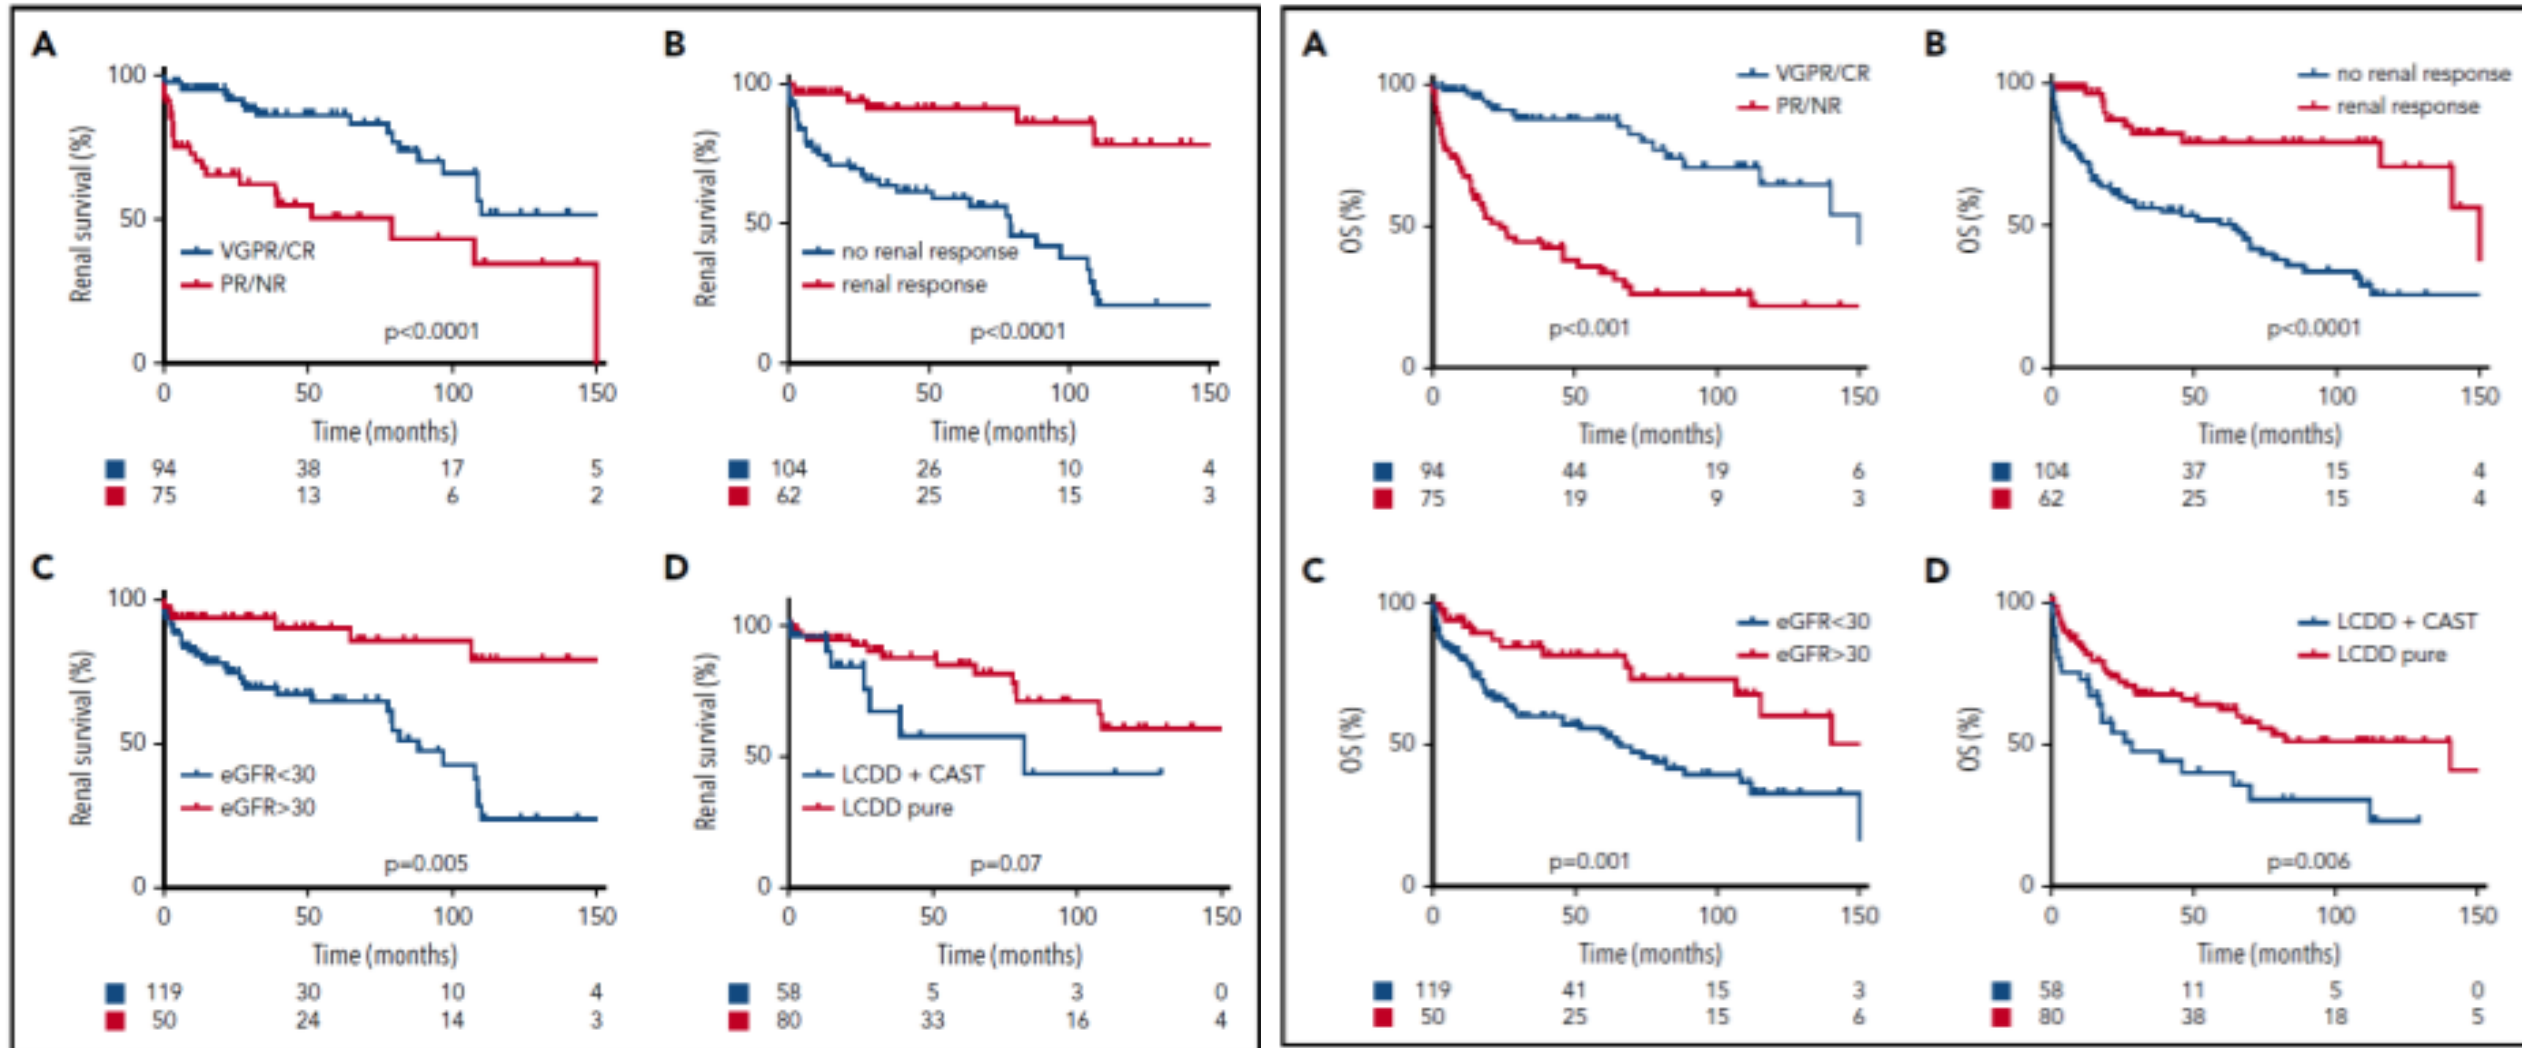 A
Renal survival (%)
100
50
0
VGPR/CR
PR/NR
p<0.0001
0 50 100 150
Time (months)
94 38 17 5
75 13 6 2
B
Renal survival (%)
100
50
0
no renal response
renal response
p<0.0001
0 50 100 150
Time (months)
104 26 10 4
62 25 15 3
C
Renal survival (%)
100
50
0
eGFR<30
eGFR>30
p=0.005
0 50 100 150
Time (months)
119 30 10 4
50 24 14 3
D
Renal survival (%)
100
50
0
LCDD + CAST
LCDD pure
p=0.07
0 50 100 150
Time (months)
58 5 3 0
80 33 16 4
A
OS (%)
100
50
0
VGPR/CR
PR/NR
p<0.001
0 50 100 150
Time (months)
94 44 19 6
75 19 9 3
B
OS (%)
100
50
0
no renal response
renal response
p<0.0001
0 50 100 150
Time (months)
104 37 15 4
62 25 15 4
C
OS (%)
100
50
0
eGFR<30
eGFR>30
p=0.001
0 50 100 150
Time (months)
119 41 15 3
50 25 15 6
D
OS (%)
100
50
0
LCDD + CAST
LCDD pure
p=0.006
0 50 100 150
Time (months)
58 11 5 0
80 38 18 5